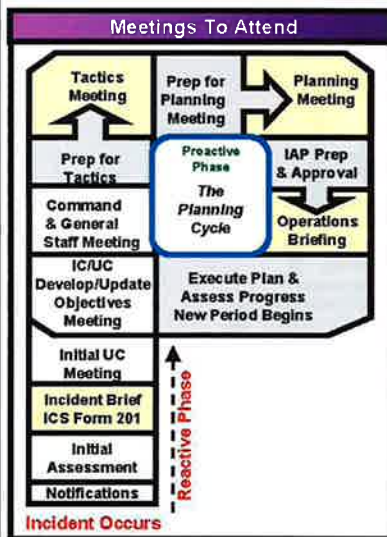 Meetings To Attend
Tactics
Meeting
Prep for
Planning
Meeting
Planning
Meeting
Prep for
Tactics
Proactive
Phase
The
Planning
Cycle
IAP Prep
& Approval
Command
& General
Staff Meeting
Operations
Briefing
IC/UC
Develop/Update
Objectives
Meeting
Execute Plan &
Assess Progress
New Period Begins
Initial UC
Meeting
Incident Brief
ICS Form 201
Initial
Assessment
Notifications
Reactive Phase
Incident Occurs